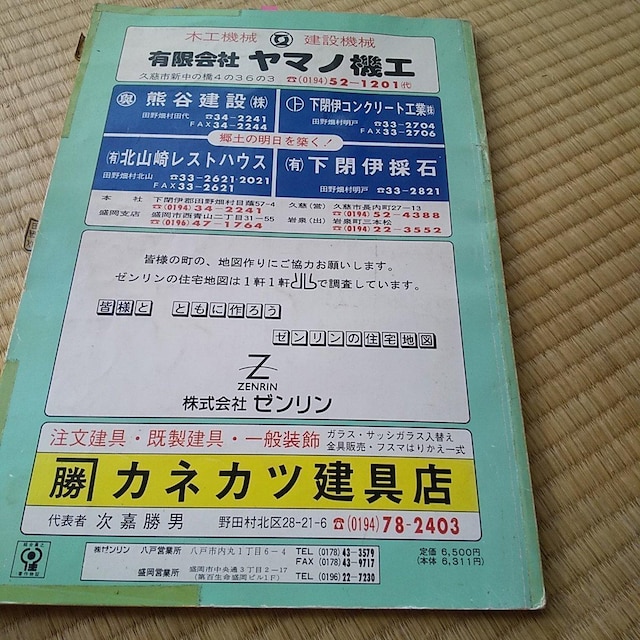 木工機械 建設機械
有限会社 ヤマノ機工
久慈市新中の橋4の36の3 ☎(0194)52-1201(代)
熊谷建設(株)
田野畑村田代 ☎34-2241
FAX34-2244
下閉伊コンクリート工業(株)
田野畑村明戸 ☎33-2704
FAX33-2706
郷土の明日を築く!
(有)北山崎レストハウス
田野畑村北山 ☎33-2621・2021
FAX33-2621
(有)下閉伊採石
田野畑村明戸 ☎33-2821
本社 下閉伊郡田野畑村目蔭57-4
☎(0194)34-2241
盛岡支店 盛岡市西青山二丁目31-55
☎(0196)47-1764
久慈(営) 久慈市長内町27-13
☎(0194)52-4388
岩泉(出) 岩泉町三本松
☎(0194)22-3552
皆様の町の、地図作りにご協力お願いします。
ゼンリンの住宅地図は1軒1軒で調査しています。
皆様と ともに作ろう
ゼンリンの住宅地図
Z
ZENRIN
株式会社 ゼンリン
注文建具・既製建具・一般装飾
ガラス・サッシガラス入替え
金具販売・フスマはりかえ一式
勝 カネカツ建具店
代表者 次嘉勝男 野田村北区28-21-6 ☎(0194)78-2403
㈱ゼンリン 八戸営業所 八戸市内丸1丁目6-4 TEL(0178)43-3579
FAX(0178)43-9717
盛岡営業所 盛岡市中央通3丁目2-17
(第百生命盛岡ビル1F) TEL(0196)22-7230
定価 6,500円
(本体 6,311円)